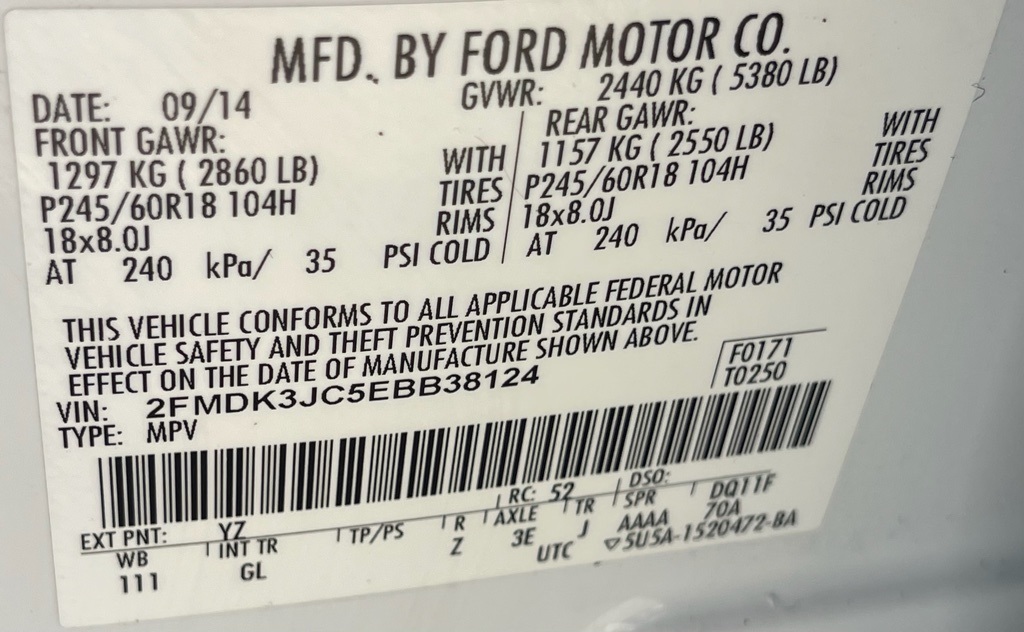 MFD. BY FORD MOTOR CO.
DATE: 09/14 GVWR: 2440 KG ( 5380 LB)
FRONT GAWR: REAR GAWR:
1297 KG ( 2860 LB) WITH 1157 KG ( 2550 LB) WITH
P245/60R18 104H TIRES P245/60R18 104H TIRES
18x8.0J RIMS 18x8.0J RIMS
AT 240 kPa/ 35 PSI COLD AT 240 kPa/ 35 PSI COLD
THIS VEHICLE CONFORMS TO ALL APPLICABLE FEDERAL MOTOR
VEHICLE SAFETY AND THEFT PREVENTION STANDARDS IN
EFFECT ON THE DATE OF MANUFACTURE SHOWN ABOVE.
VIN: 2FMDK3JC5EBB38124 F0171
TYPE: MPV T0250
EXT PNT: YZ RC: 52 DSO:
WB INT TR TP/PS R AXLE TR SPR DQ11F
111 GL Z 3E J AAAA 70A
UTC ▽5U5A-1520472-BA